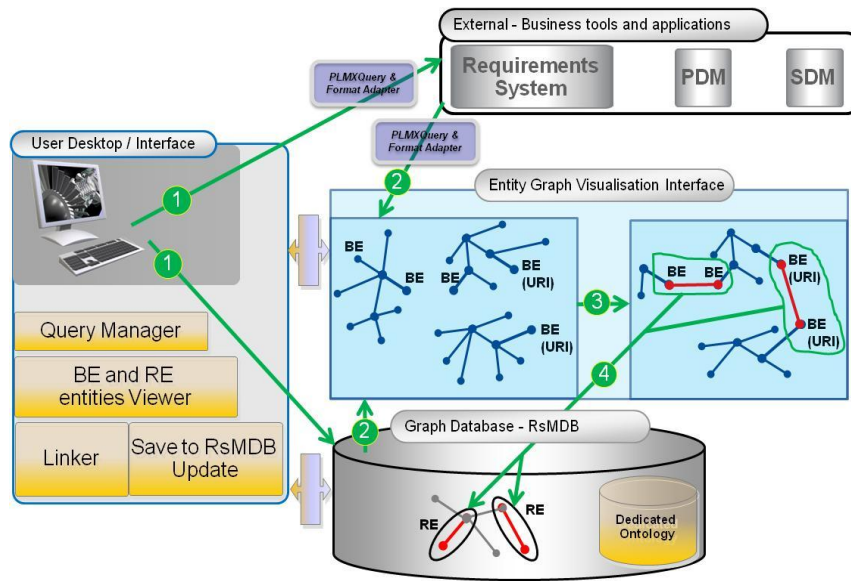 External - Business tools and applications
Requirements
System
PDM
SDM
PLMXQuery &
Format Adapter
PLMXQuery &
Format Adapter
User Desktop / Interface
1
2
Entity Graph Visualisation Interface
1
BE
BE
BE
(URI)
BE
(URI)
3
BE
BE
BE
(URI)
BE
(URI)
Query Manager
BE and RE
entities Viewer
Linker
Save to RsMDB
Update
4
2
Graph Database - RsMDB
RE
RE
Dedicated
Ontology